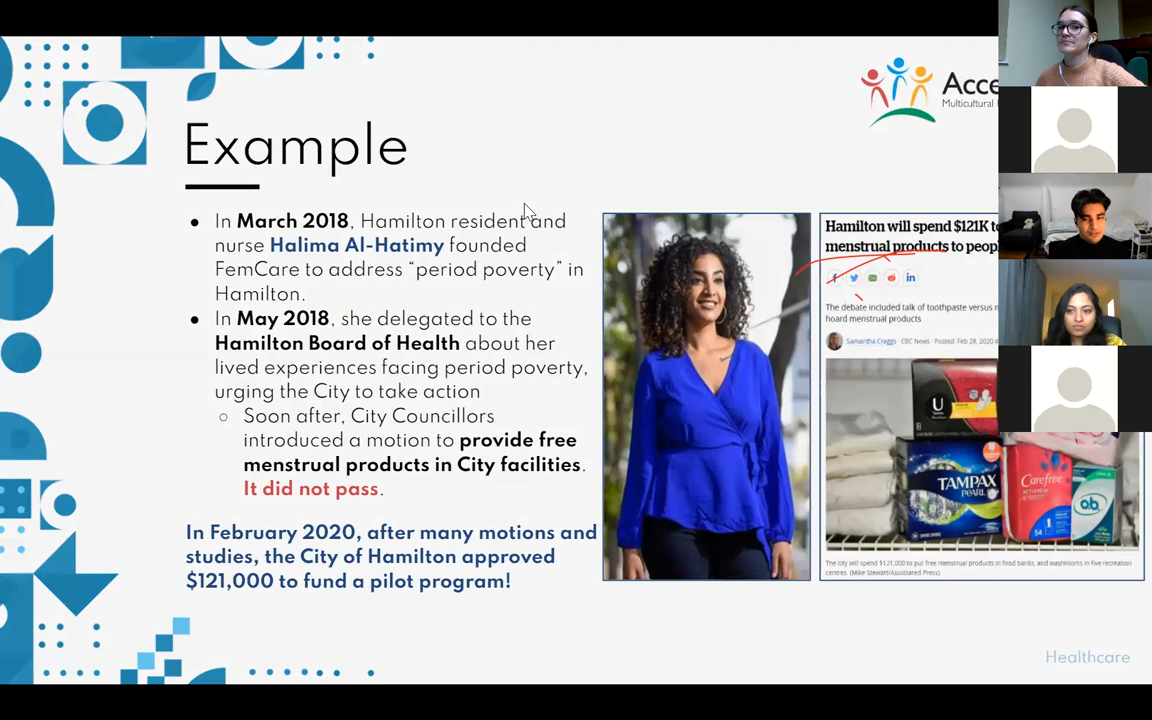 Acce
Multicultural
Example
● In March 2018, Hamilton resident and
nurse Halima Al-Hatimy founded
FemCare to address “period poverty” in
Hamilton.
● In May 2018, she delegated to the
Hamilton Board of Health about her
lived experiences facing period poverty,
urging the City to take action
○ Soon after, City Councillors
introduced a motion to provide free
menstrual products in City facilities.
It did not pass.
In February 2020, after many motions and
studies, the City of Hamilton approved
$121,000 to fund a pilot program!
Hamilton will spend $121K to
menstrual products to peop
The debate included talk of toothpaste versus
hoard menstrual products
Samantha Craggs · CBC News · Posted: Feb 28, 2020
U
TAMPAX
PEARL
Carefree
54
o.b.
The city will spend $121,000 to put free menstrual products in food banks, and washrooms in five recreation
centres. (Mike Stewart/Associated Press)
Healthcare